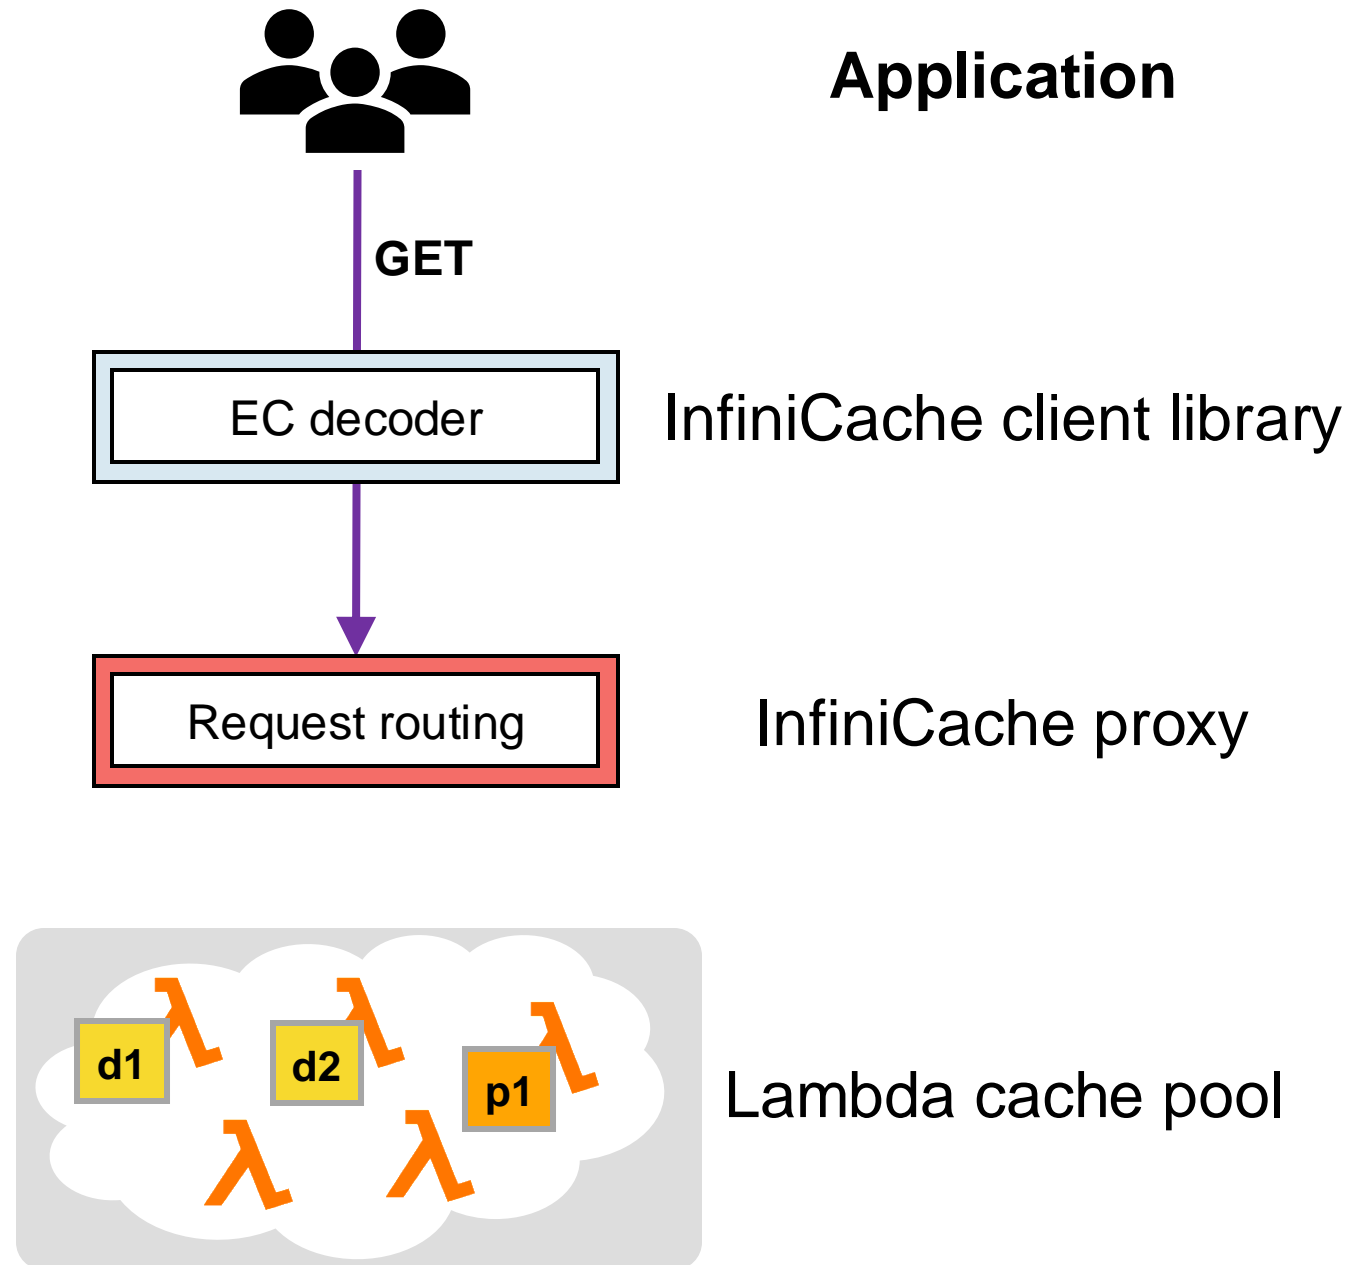 Application
GET
EC decoder
InfiniCache client library
Request routing
InfiniCache proxy
d1
d2
p1
Lambda cache pool